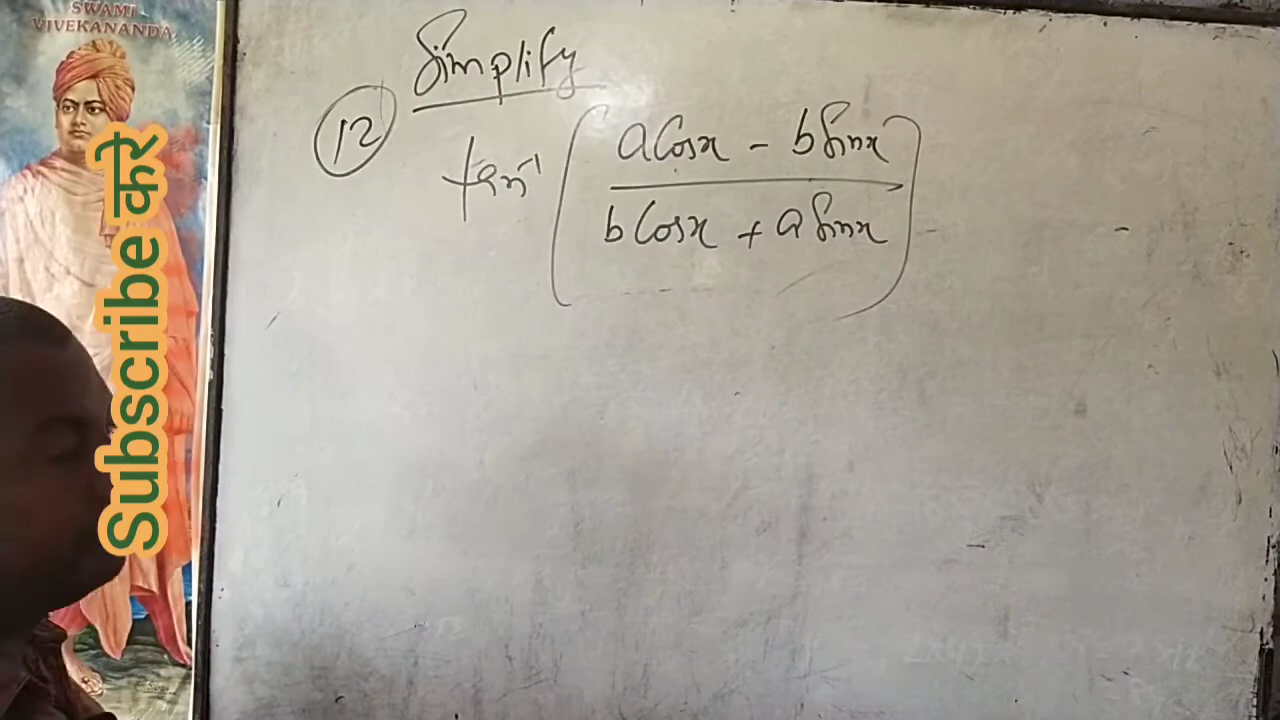 SWAMI
VIVEKANANDA
Subscribe करे
Simplify
12
tan⁻¹ ( a Cosx - b Sinx
b Cosx + a Sinx )